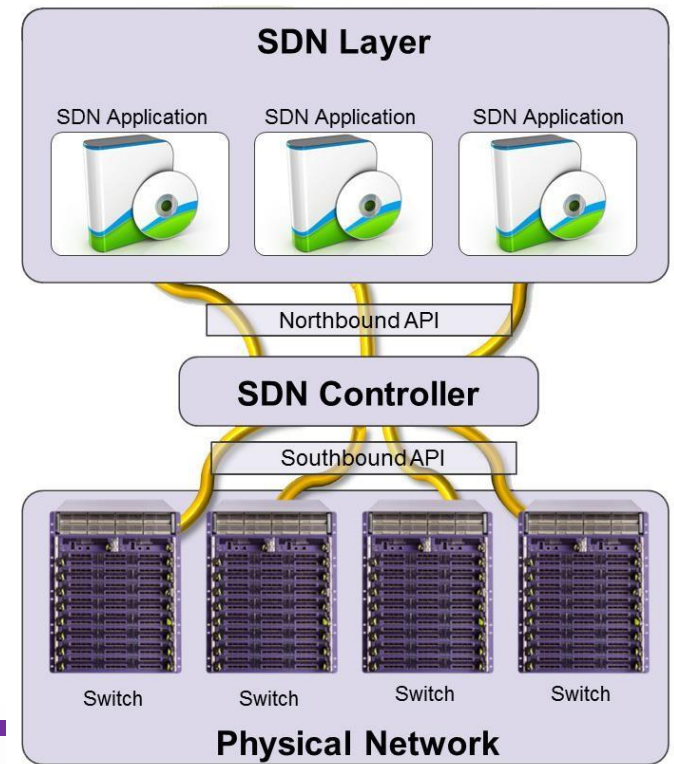 SDN Layer
SDN Application SDN Application SDN Application
Northbound API
SDN Controller
Southbound API
Switch Switch Switch Switch
Physical Network